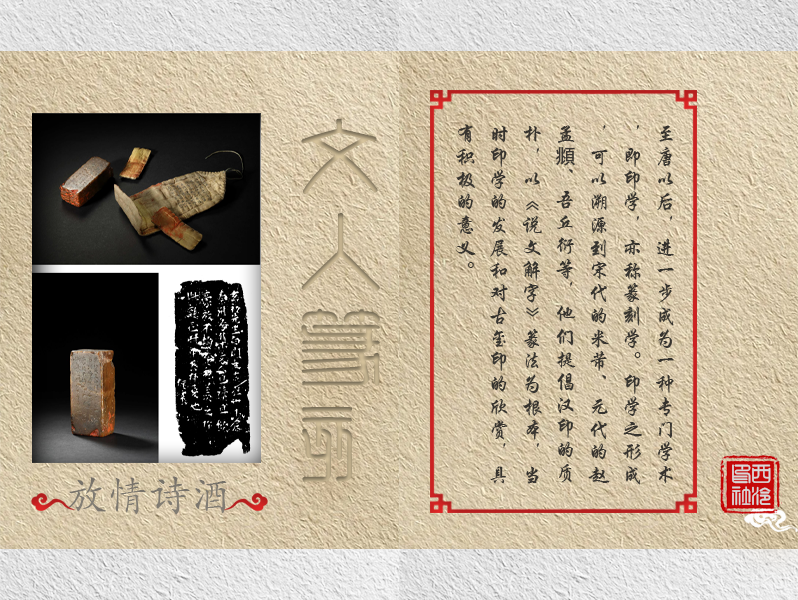 文人篆印
放情诗酒
至唐以后，进一步成为一种专门学术
，即印学，亦称篆刻学。印学之形成
，可以溯源到宋代的米芾、元代的赵
孟頫、吾丘衍等，他们提倡汉印的质
朴，以《说文解字》篆法为根本，当
时印学的发展和对古玺印的欣赏，具
有积极的意义。
西泠印社